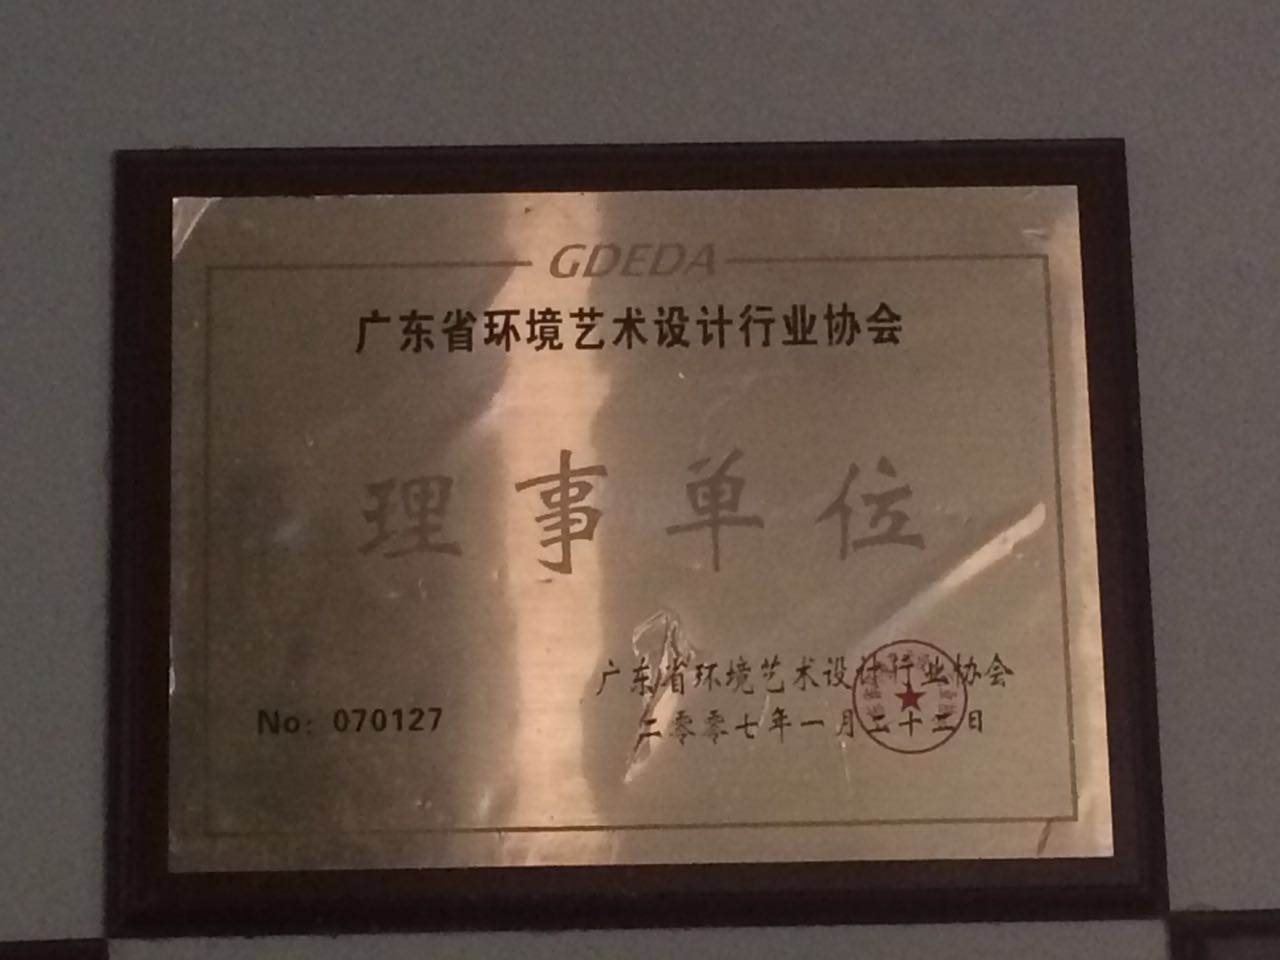 GDEDA
广东省环境艺术设计行业协会
理事单位
广东省环境艺术设计行业协会
No: 070127
二零零七年一月二十二日